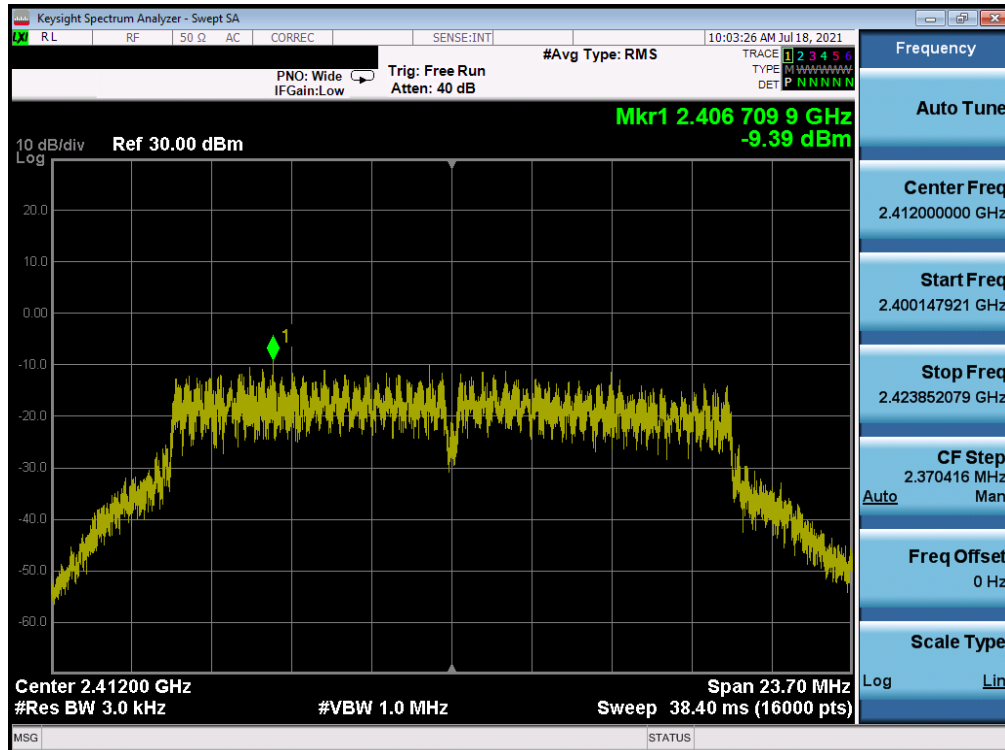 Keysight Spectrum Analyzer - Swept SA
LXI RL RF 50 Ω AC CORREC SENSE:INT 10:03:26 AM Jul 18, 2021
#Avg Type: RMS
TRACE 1 2 3 4 5 6
PNO: Wide Trig: Free Run TYPE M W W W W W
IFGain:Low Atten: 40 dB DET P N N N N N
Mkr1 2.406 709 9 GHz
-9.39 dBm
10 dB/div Ref 30.00 dBm
Log
1
20.0
10.0
0.00
-10.0
-20.0
-30.0
-40.0
-50.0
-60.0
Center 2.41200 GHz Span 23.70 MHz
#Res BW 3.0 kHz #VBW 1.0 MHz Sweep 38.40 ms (16000 pts)
MSG STATUS
Frequency
Auto Tune
Center Freq
2.412000000 GHz
Start Freq
2.400147921 GHz
Stop Freq
2.423852079 GHz
CF Step
2.370416 MHz
Auto Man
Freq Offset
0 Hz
Scale Type
Log Lin